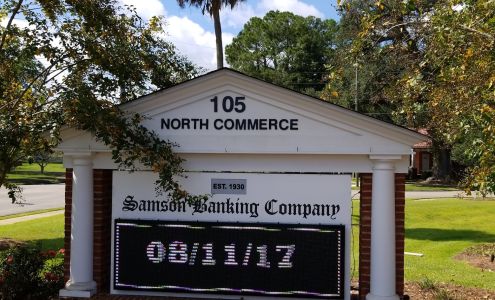 105
NORTH COMMERCE
EST. 1930
Samson Banking Company
08/11/17